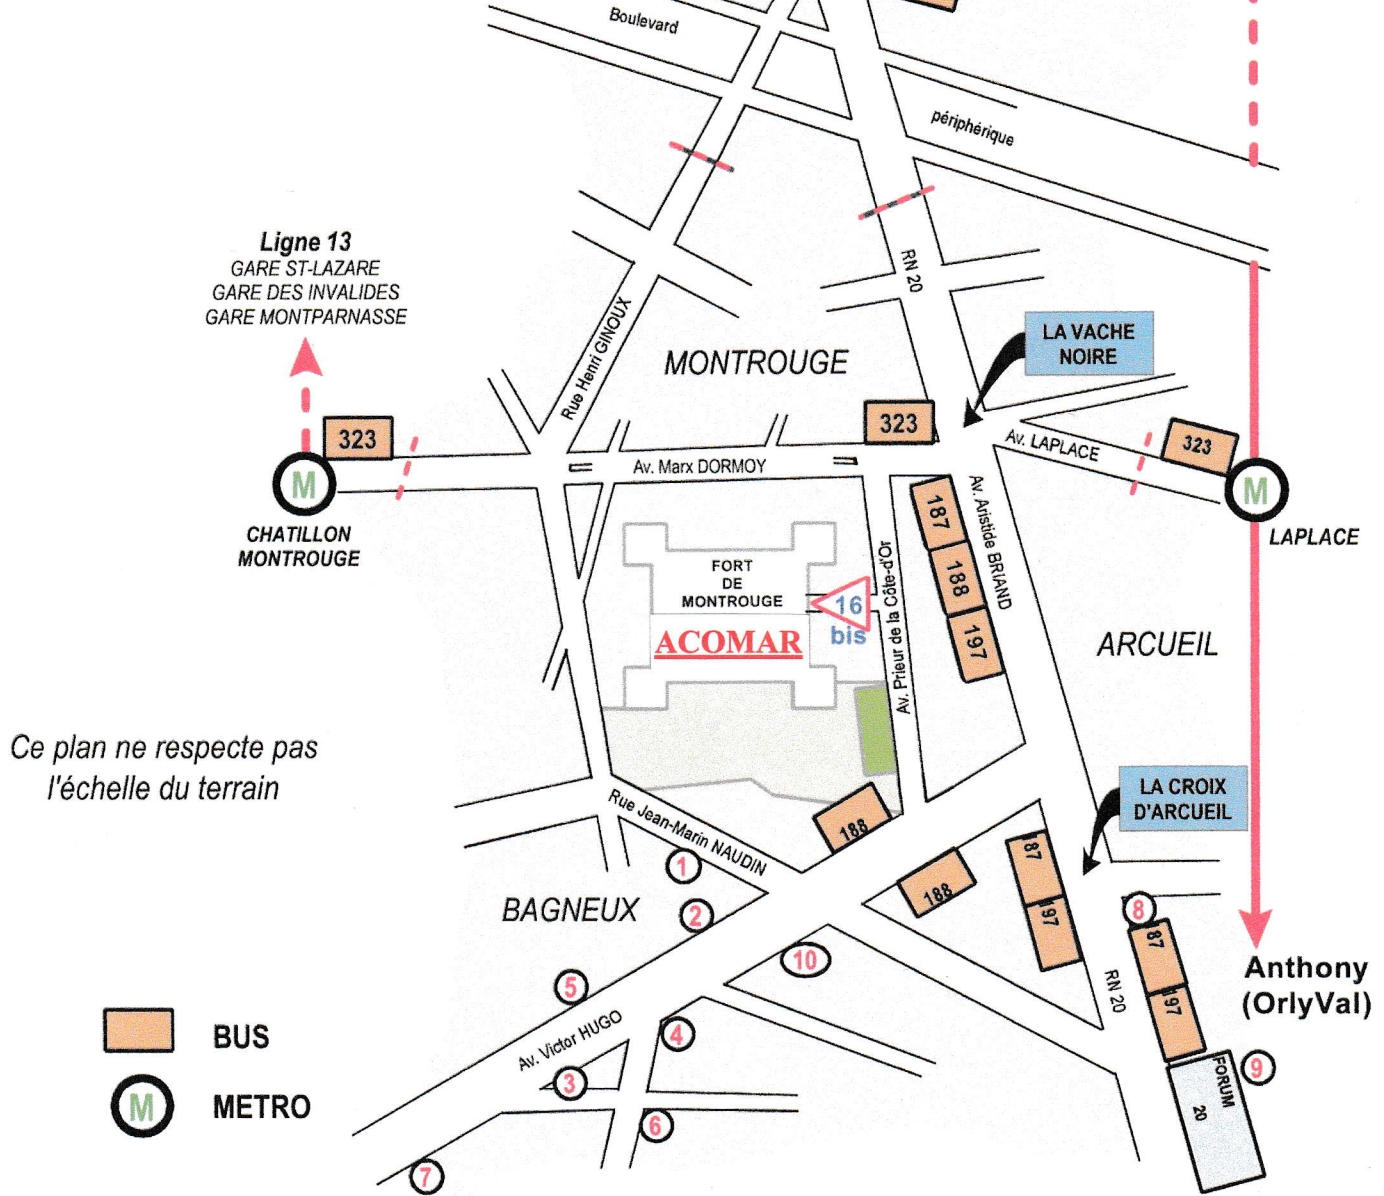 Boulevard
périphérique
Ligne 13
GARE ST-LAZARE
GARE DES INVALIDES
GARE MONTPARNASSE
RN 20
Rue Henri GINOUX
MONTROUGE
LA VACHE
NOIRE
323
323
323
Av. Marx DORMOY
Av. LAPLACE
M
M
CHATILLON
MONTROUGE
LAPLACE
187
188
197
Av. Aristide BRIAND
FORT
DE
MONTROUGE
ACOMAR
16
bis
Av. Prieur de la Côte-d'Or
ARCUEIL
Ce plan ne respecte pas
l'échelle du terrain
LA CROIX
D'ARCUEIL
Rue Jean-Marin NAUDIN
188
188
87
97
1
BAGNEUX
2
8
87
97
10
5
RN 20
Anthony
(OrlyVal)
Av. Victor HUGO
4
3
9
FORUM
20
BUS
M
METRO
6
7